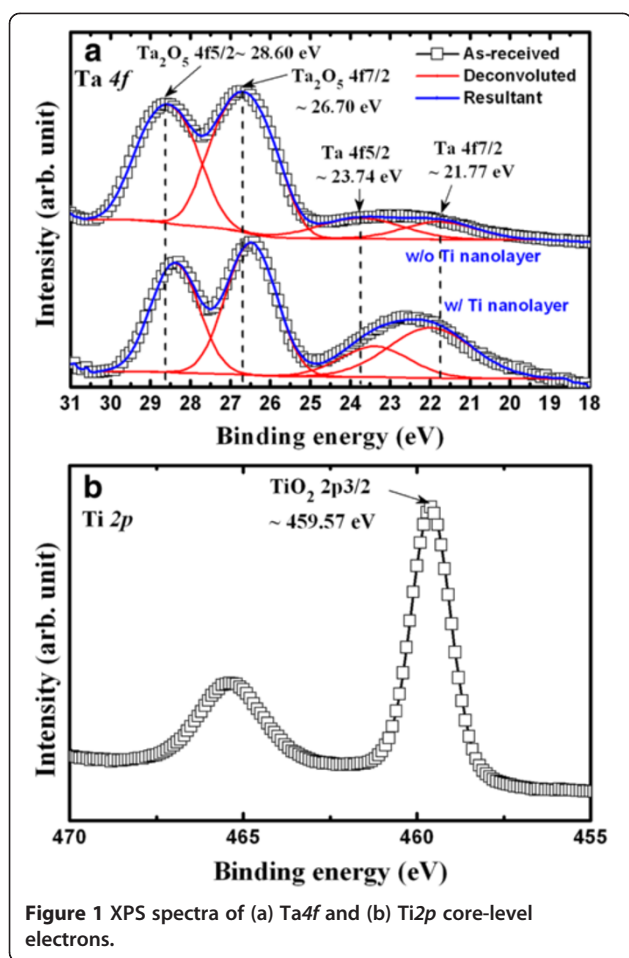 a
Ta 4f
Ta2O5 4f5/2~ 28.60 eV
Ta2O5 4f7/2
~ 26.70 eV
As-received
Deconvoluted
Resultant
Ta 4f5/2
~ 23.74 eV
Ta 4f7/2
~ 21.77 eV
w/o Ti nanolayer
w/ Ti nanolayer
Intensity (arb. unit)
31 30 29 28 27 26 25 24 23 22 21 20 19 18
Binding energy (eV)
b
Ti 2p
TiO2 2p3/2
~ 459.57 eV
Intensity (arb. unit)
470 465 460 455
Binding energy (eV)
Figure 1 XPS spectra of (a) Ta4f and (b) Ti2p core-level
electrons.